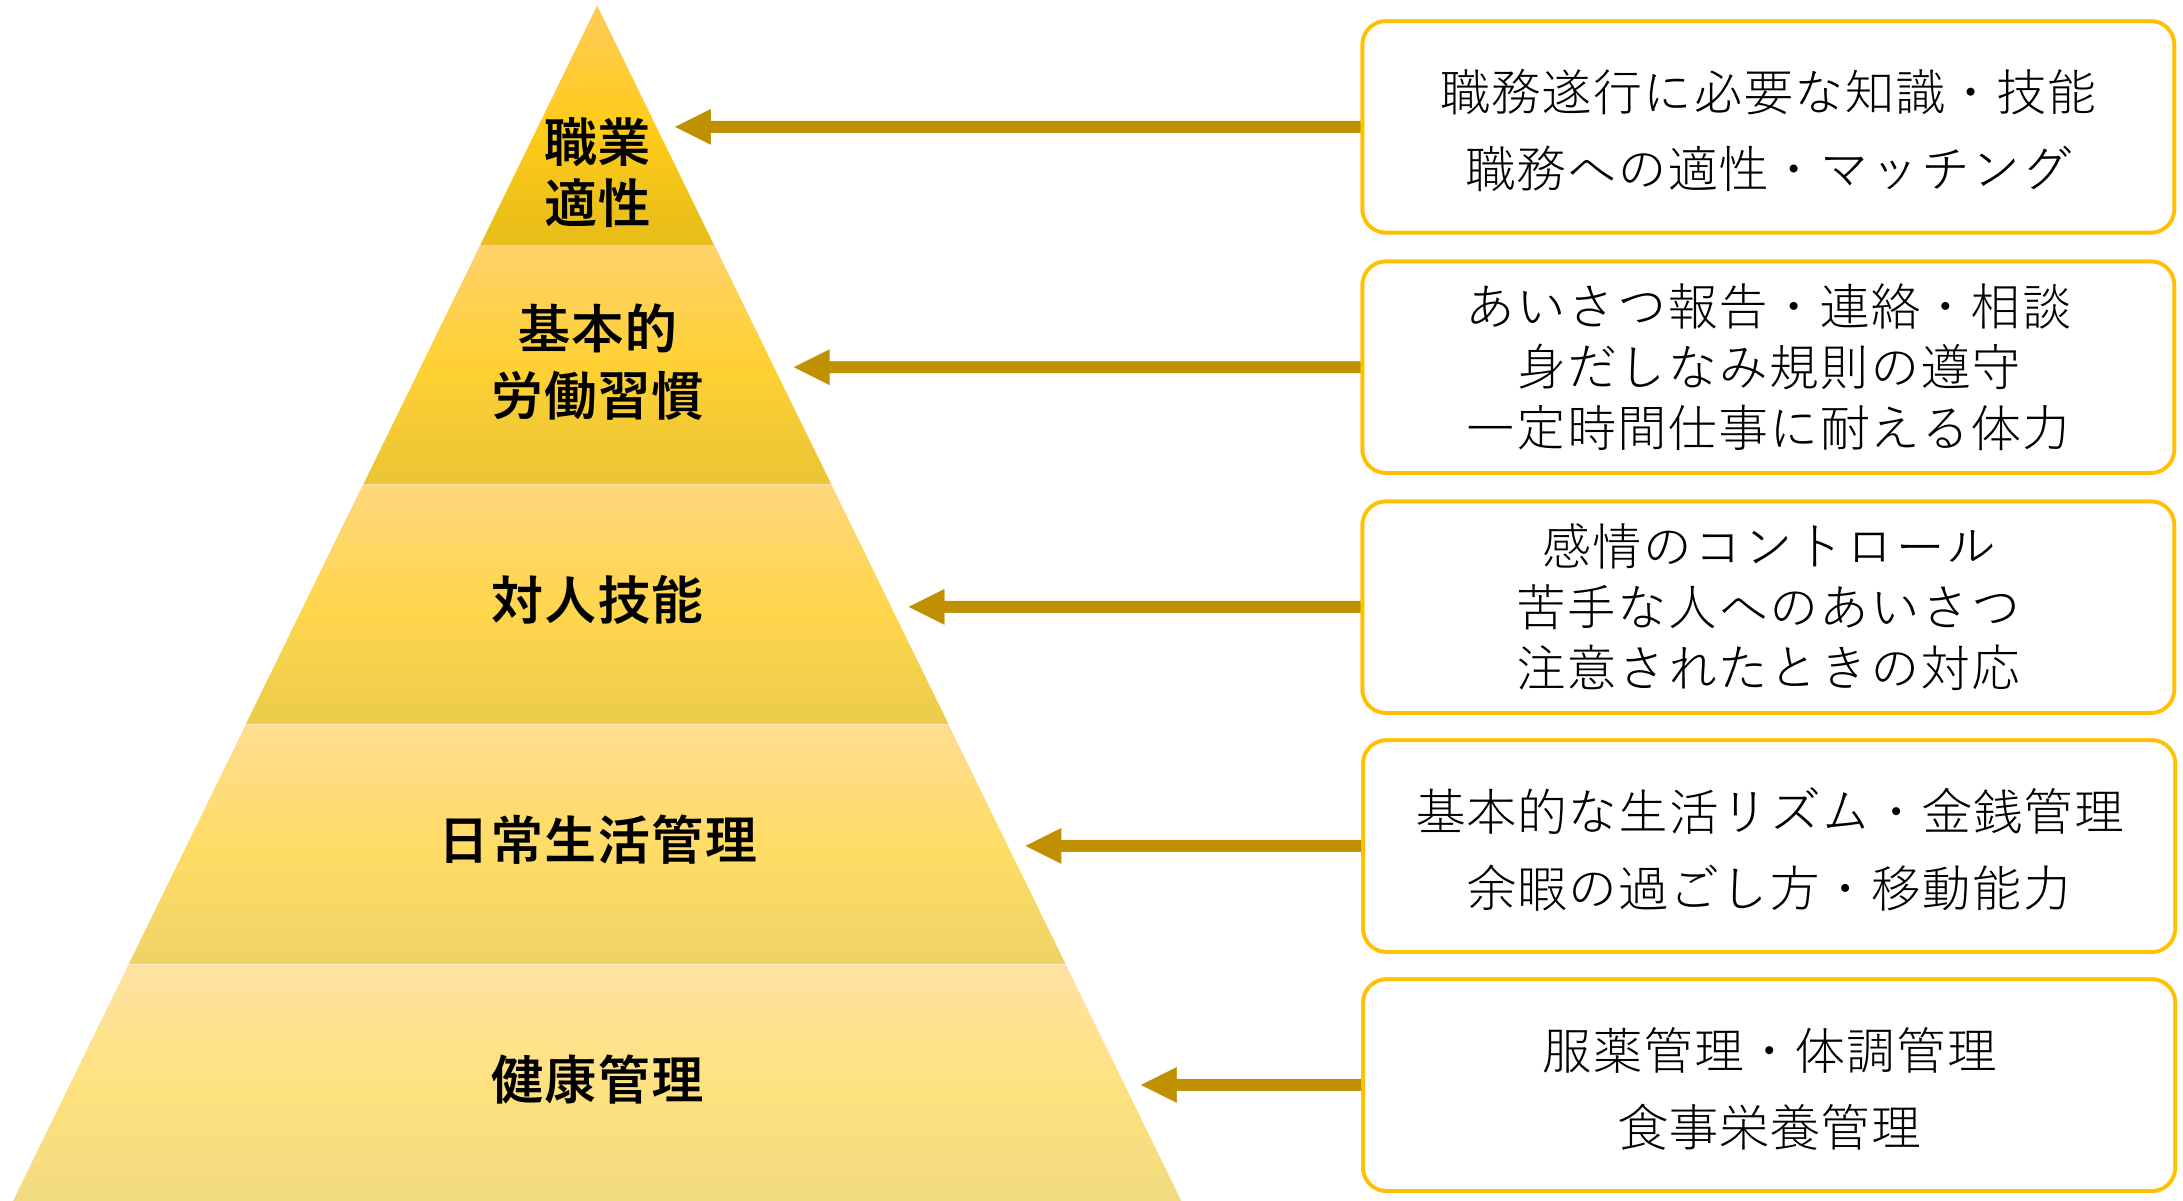 職業
適性
職務遂行に必要な知識・技能
職務への適性・マッチング
基本的
労働習慣
あいさつ報告・連絡・相談
身だしなみ規則の遵守
一定時間仕事に耐える体力
対人技能
感情のコントロール
苦手な人へのあいさつ
注意されたときの対応
日常生活管理
基本的な生活リズム・金銭管理
余暇の過ごし方・移動能力
健康管理
服薬管理・体調管理
食事栄養管理